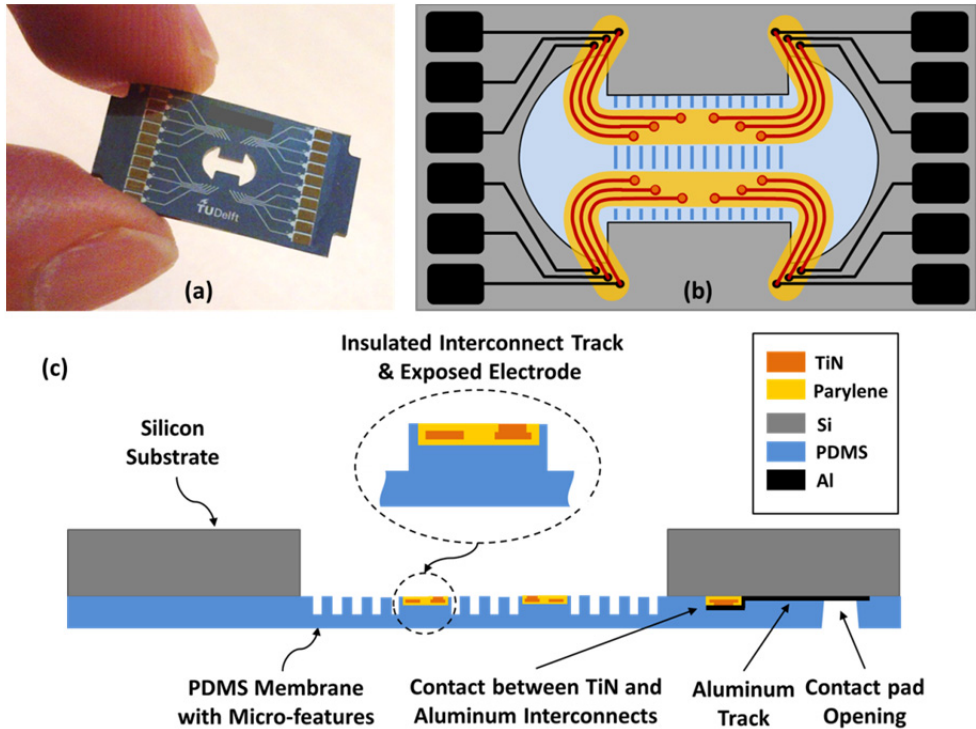 TUDelft
(a)
(b)
(c)
Insulated Interconnect Track
& Exposed Electrode
Silicon
Substrate
TiN
Parylene
Si
PDMS
Al
PDMS Membrane
with Micro-features
Contact between TiN and
Aluminum Interconnects
Aluminum
Track
Contact pad
Opening